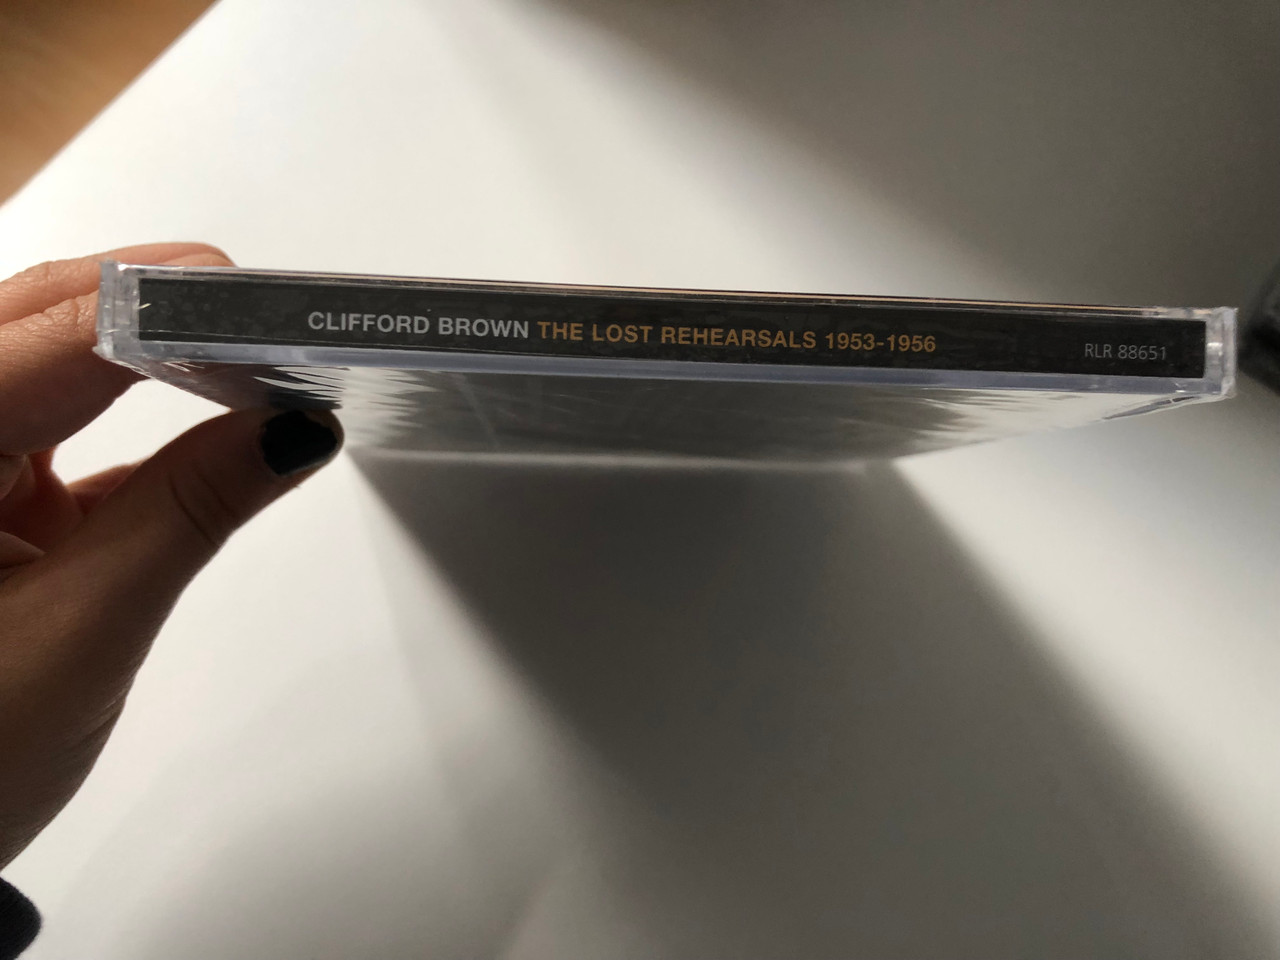 CLIFFORD BROWN THE LOST REHEARSALS 1953-1956 RLR 88651